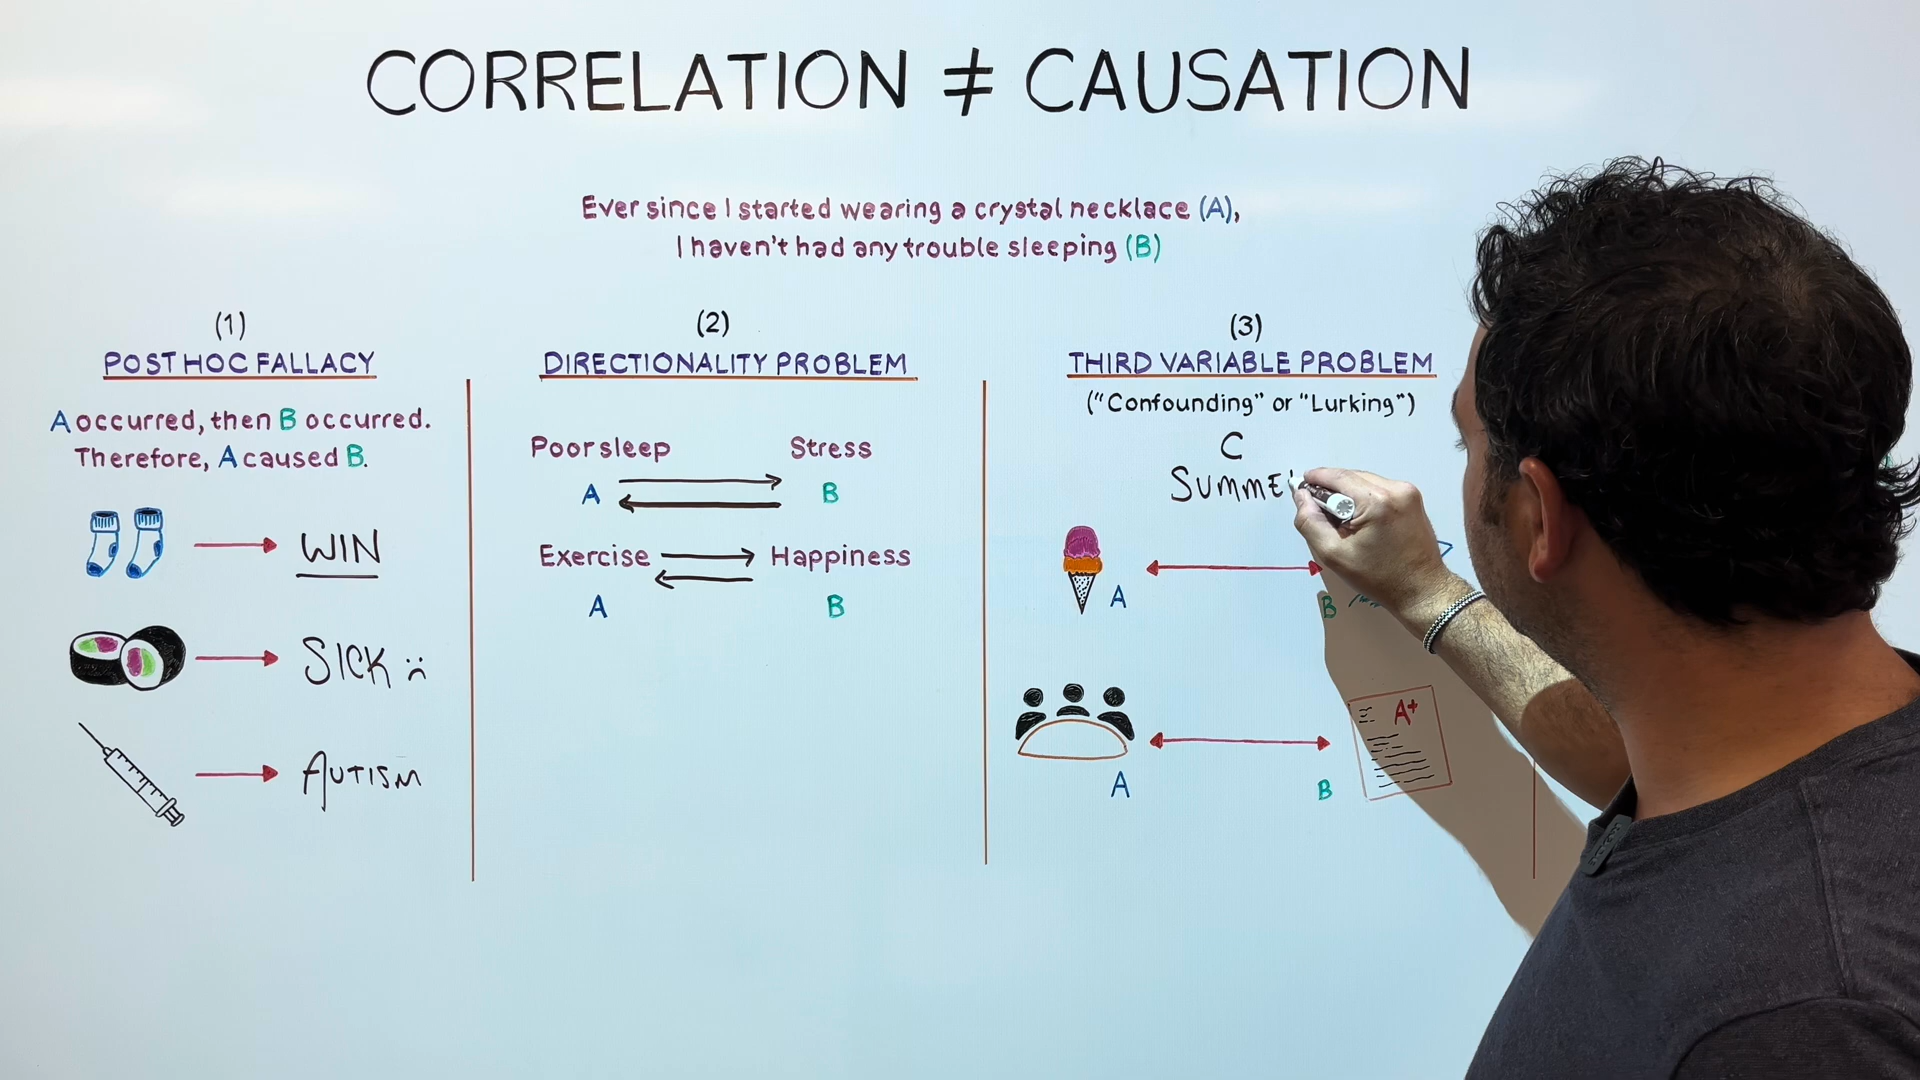 CORRELATION ≠ CAUSATION
Ever since I started wearing a crystal necklace (A),
I haven't had any trouble sleeping (B)
(1)
POST HOC FALLACY
A occurred, then B occurred.
Therefore, A caused B.
WIN
SICK :(
AUTISM
(2)
DIRECTIONALITY PROBLEM
Poor sleep Stress
A B
Exercise Happiness
A B
(3)
THIRD VARIABLE PROBLEM
("Confounding" or "Lurking")
C
SUMME
A B
A+
A B